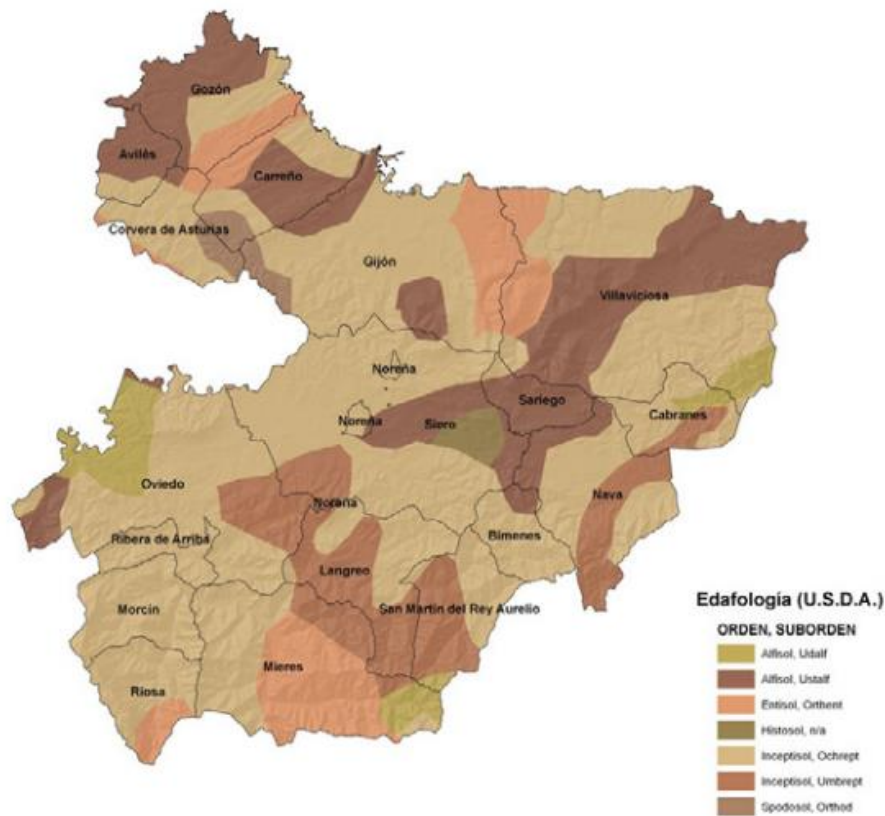 Gozón
Avilés
Carreño
Corvera de Asturias
Gijón
Villaviciosa
Noreña
Sariego
Noreña
Siero
Cabranes
Oviedo
Nava
Noreña
Ribera de Arriba
Bimenes
Langreo
Morcín
San Martín del Rey Aurelio
Mieres
Riosa
Edafología (U.S.D.A.)
ORDEN, SUBORDEN
Alfisol, Udalf
Alfisol, Ustalf
Entisol, Orthent
Histosol, n/a
Inceptisol, Ochrept
Inceptisol, Umbrept
Spodosol, Orthod